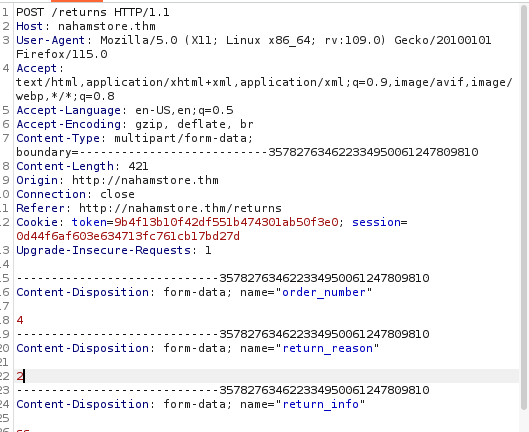 1 POST /returns HTTP/1.1
2 Host: nahamstore.thm
3 User-Agent: Mozilla/5.0 (X11; Linux x86_64; rv:109.0) Gecko/20100101
Firefox/115.0
4 Accept:
text/html,application/xhtml+xml,application/xml;q=0.9,image/avif,image/
webp,*/*;q=0.8
5 Accept-Language: en-US,en;q=0.5
6 Accept-Encoding: gzip, deflate, br
7 Content-Type: multipart/form-data;
boundary=---------------------------357827634622334950061247809810
8 Content-Length: 421
9 Origin: http://nahamstore.thm
10 Connection: close
11 Referer: http://nahamstore.thm/returns
12 Cookie: token=9b4f13b10f42df551b474301ab50f3e0; session=
0d44f6af603e634713fc761cb17bd27d
13 Upgrade-Insecure-Requests: 1
14
15 -----------------------------357827634622334950061247809810
16 Content-Disposition: form-data; name="order_number"
17
18 4
19 -----------------------------357827634622334950061247809810
20 Content-Disposition: form-data; name="return_reason"
21
22 2
23 -----------------------------357827634622334950061247809810
24 Content-Disposition: form-data; name="return_info"
25